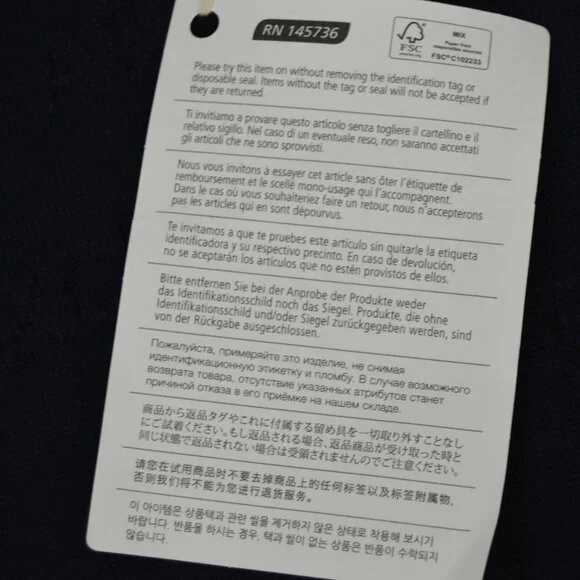 RN 145736
FSC
MIX
Paper from
responsible sources
FSC® C102233
Please try this item on without removing the identification tag or
disposable seal. Items without the tag or seal will not be accepted if
they are returned.
Ti invitiamo a provare questo articolo senza togliere il cartellino e il
relativo sigillo. Nel caso di un eventuale reso, non saranno accettati
gli articoli che ne sono sprovvisti.
Nous vous invitons à essayer cet article sans ôter l'étiquette de
remboursement et le scellé mono-usage qui l'accompagnent.
Dans le cas où vous souhaiteriez faire un retour, nous n'accepterons
pas les articles qui en sont dépourvus.
Te invitamos a que te pruebes este artículo sin quitarle la etiqueta
identificadora y su respectivo precinto. En caso de devolución,
no se aceptarán los artículos que no estén provistos de ellos.
Bitte entfernen Sie bei der Anprobe der Produkte weder
das Identifikationsschild noch das Siegel. Produkte, die ohne
Identifikationsschild und/oder Siegel zurückgegeben werden, sind
von der Rückgabe ausgeschlossen.
Пожалуйста, примеряйте это изделие, не снимая
идентификационную этикетку и пломбу. В случае возможного
возврата товара, отсутствие указанных атрибутов станет
причиной отказа в его приёмке на нашем складе.
商品から返品タグやこれに付属する留め具を一切取り外すことなし
にご試着ください。もし返品される場合、返品商品が受け取った時と
同じ状態で返品されない場合は受領されませんのでご注意ください。
请您在试用商品时不要去掉商品上的任何标签以及标签附属物,
否则我们将不能为您进行退货服务。
이 아이템은 상품택과 관련 씰을 제거하지 않은 상태로 착용해 보시기
바랍니다. 반품을 하시는 경우, 택과 씰이 없는 상품은 반품이 수락되지
않습니다.